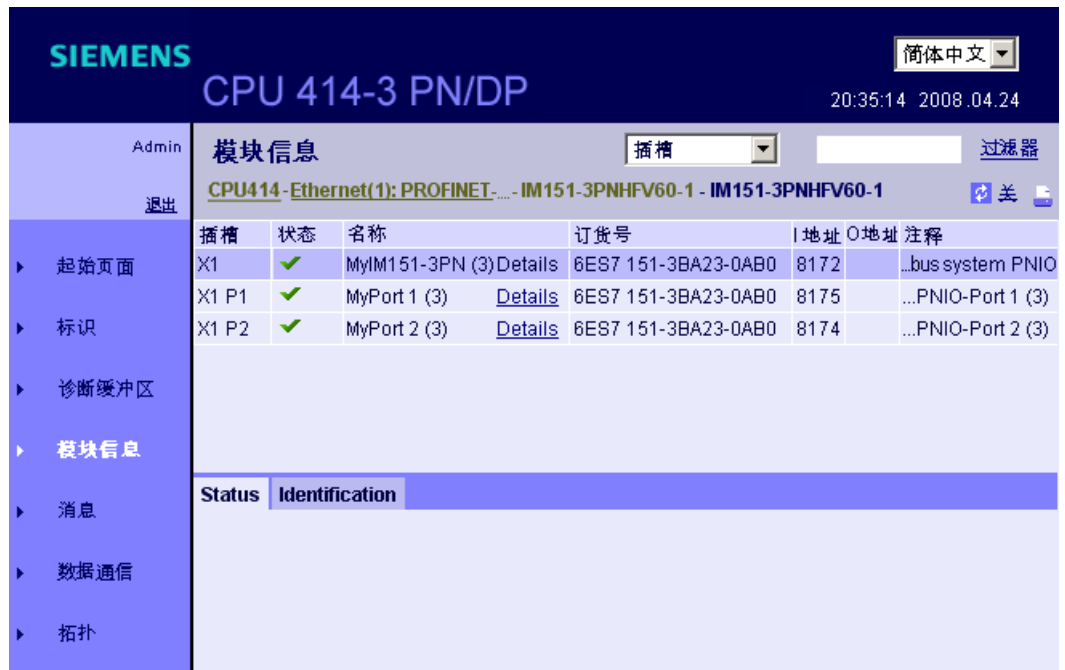 SIEMENS
CPU 414-3 PN/DP
简体中文
20:35:14 2008.04.24
Admin
退出
模块信息
插槽
过滤器
CPU414-Ethernet(1): PROFINET-...-IM151-3PNHFV60-1 - IM151-3PNHFV60-1
关
插槽 状态 名称 订货号 I地址 O地址 注释
X1 MyIM151-3PN (3) Details 6ES7 151-3BA23-0AB0 8172 ...bus system PNIO
X1 P1 MyPort 1 (3) Details 6ES7 151-3BA23-0AB0 8175 ...PNIO-Port 1 (3)
X1 P2 MyPort 2 (3) Details 6ES7 151-3BA23-0AB0 8174 ...PNIO-Port 2 (3)
Status Identification
起始页面
标识
诊断缓冲区
模块信息
消息
数据通信
拓扑